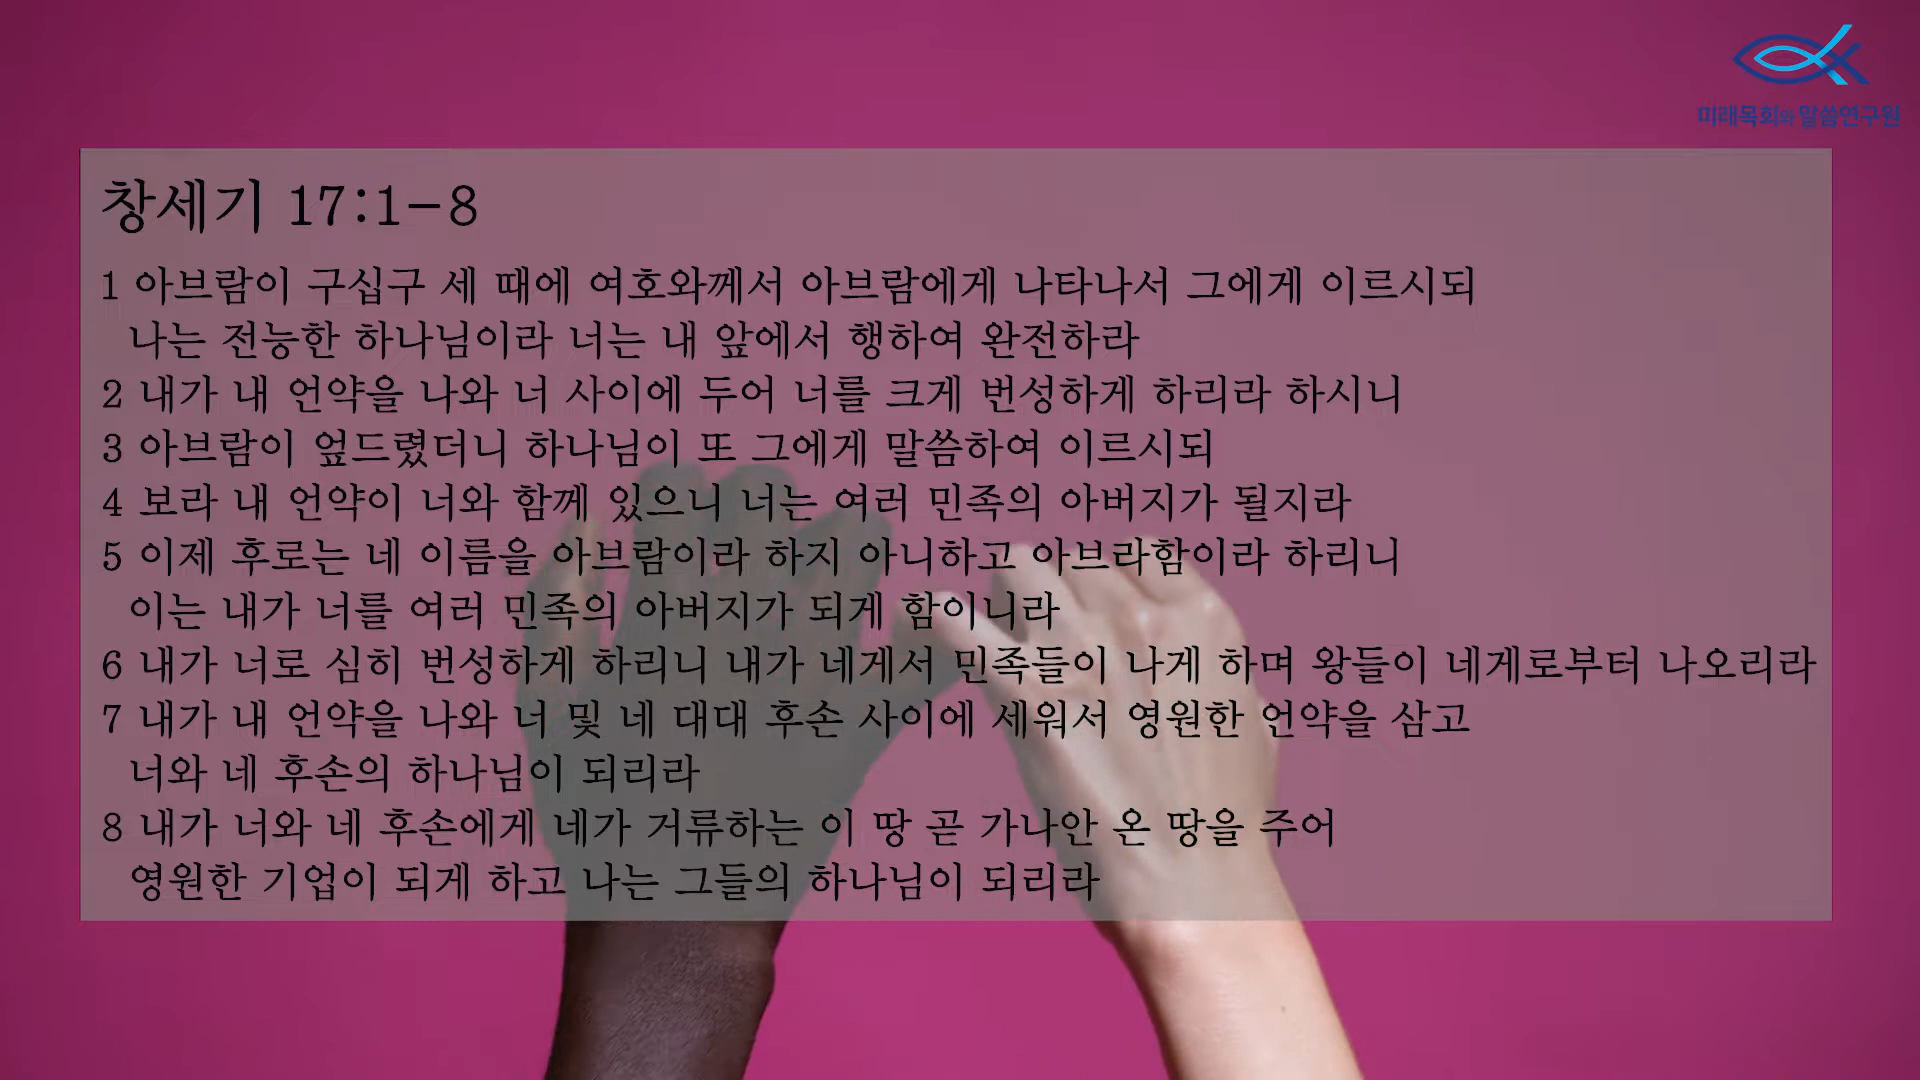 미래목회와 말씀연구원
창세기 17:1-8
1 아브람이 구십구 세 때에 여호와께서 아브람에게 나타나서 그에게 이르시되
나는 전능한 하나님이라 너는 내 앞에서 행하여 완전하라
2 내가 내 언약을 나와 너 사이에 두어 너를 크게 번성하게 하리라 하시니
3 아브람이 엎드렸더니 하나님이 또 그에게 말씀하여 이르시되
4 보라 내 언약이 너와 함께 있으니 너는 여러 민족의 아버지가 될지라
5 이제 후로는 네 이름을 아브람이라 하지 아니하고 아브라함이라 하리니
이는 내가 너를 여러 민족의 아버지가 되게 함이니라
6 내가 너로 심히 번성하게 하리니 내가 네게서 민족들이 나게 하며 왕들이 네게로부터 나오리라
7 내가 내 언약을 나와 너 및 네 대대 후손 사이에 세워서 영원한 언약을 삼고
너와 네 후손의 하나님이 되리라
8 내가 너와 네 후손에게 네가 거류하는 이 땅 곧 가나안 온 땅을 주어
영원한 기업이 되게 하고 나는 그들의 하나님이 되리라